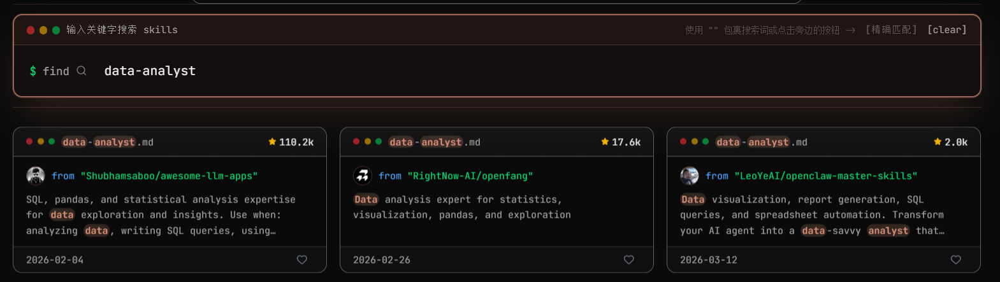 输入关键字搜索 skills
使用 "" 包裹搜索词或点击旁边的按钮 → [精确匹配] [clear]
$ find data-analyst
data-analyst.md 110.2k
from "Shubhamsaboo/awesome-llm-apps"
SQL, pandas, and statistical analysis expertise
for data exploration and insights. Use when:
analyzing data, writing SQL queries, using…
2026-02-04
data-analyst.md 17.6k
from "RightNow-AI/openfang"
Data analysis expert for statistics,
visualization, pandas, and exploration
2026-02-26
data-analyst.md 2.0k
from "LeoYeAI/openclaw-master-skills"
Data visualization, report generation, SQL
queries, and spreadsheet automation. Transform
your AI agent into a data-savvy analyst that…
2026-03-12